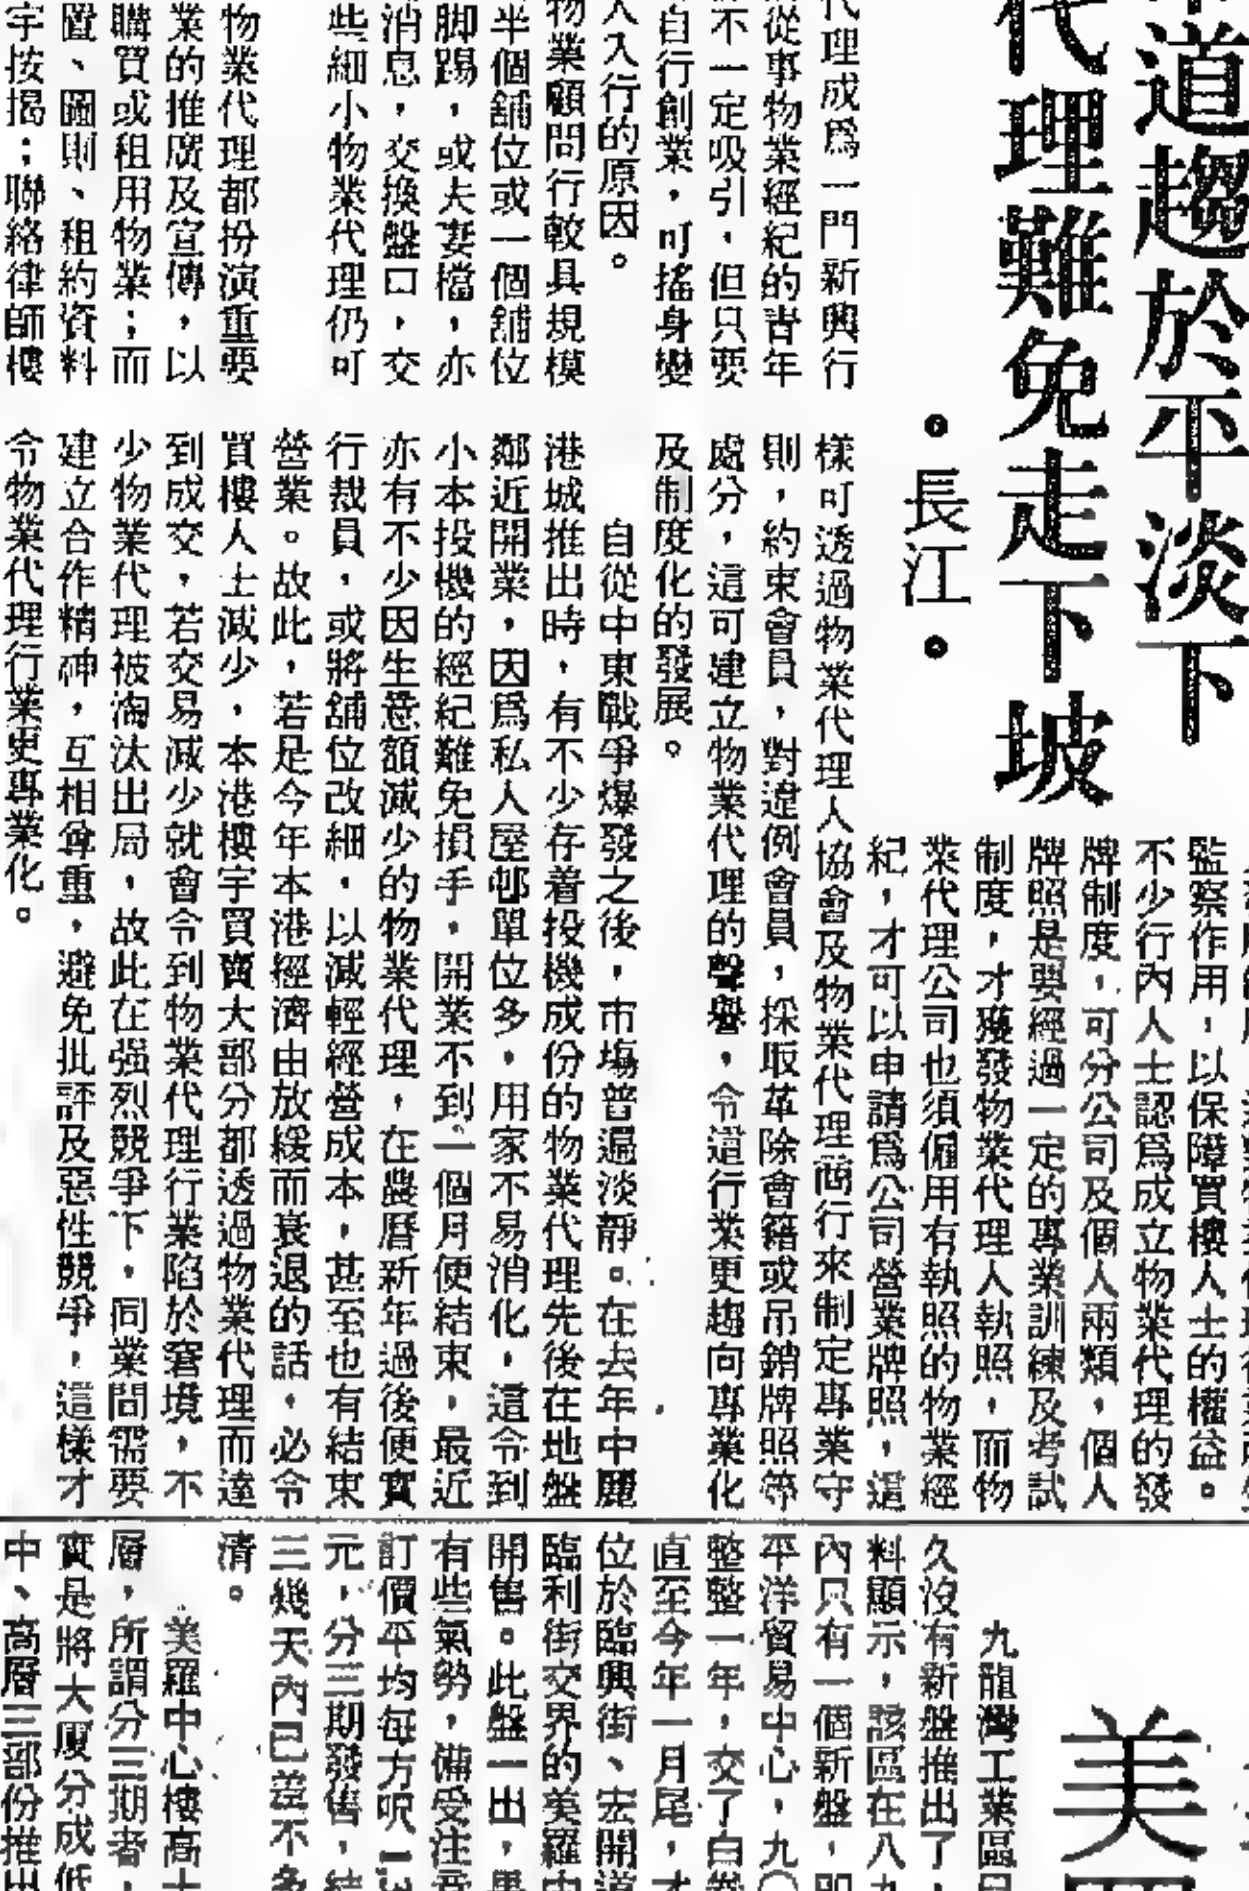 道趨於平淡下
代理難免走下坡
•長江•
代理成爲一門新興行
從事物業經紀的青年
不一定吸引，但只要
自行創業，可搖身變
入行的原因。
物業顧問行較具規模
半個舖位或一個舖位
脚踢，或夫妻檔，亦
消息，交換盤口，交
些細小物業代理仍可
物業代理都扮演重要
業的推廣及宣傳，以
購買或租用物業；而
置、圖則、租約資料
宇按揭；聯絡律師樓
監察作用，以保障買樓人士的權益。
不少行內人士認爲成立物業代理的發
牌制度，可分公司及個人兩類，個人
牌照是要經過一定的專業訓練及考試
制度，才獲發物業代理人執照，而物
業代理公司也須僱用有執照的物業經
紀，才可以申請爲公司營業牌照，這
樣可透過物業代理人協會及物業代理商行來制定專業守
則，約束會員，對違例會員，採取革除會籍或吊銷牌照等
處分，這可建立物業代理的聲譽，令這行業更趨向專業化
及制度化的發展。
自從中東戰爭爆發之後，市場普遍淡靜。在去年中麗
港城推出時，有不少存着投機成份的物業代理先後在地盤
鄰近開業，因爲私人屋邨單位多，用家不易消化，這令到
小本投機的經紀難免損手，開業不到一個月便結束，最近
亦有不少因生意額減少的物業代理，在農曆新年過後便實
行裁員，或將舖位改細，以減輕經營成本，甚至也有結束
營業。故此，若是今年本港經濟由放緩而衰退的話，必令
買樓人士減少，本港樓宇買賣大部分都透過物業代理而達
到成交，若交易減少就會令到物業代理行業陷於窘境，不
少物業代理被淘汰出局，故此在强烈競爭下，同業間需要
建立合作精神，互相尊重，避免批評及惡性競爭，這樣才
令物業代理行業更專業化。
美
九龍灣工業區
久沒有新盤推出了，
料顯示，該區在八九
內只有一個新盤，即
平洋貿易中心，九〇
整整一年，交了白卷
直至今年一月尾，才
位於臨興街、宏開道
臨利街交界的美羅中
開售。此盤一出，
有些氣勢，備受注意
訂價平均每方呎一
元，分三期發售，結
三幾天內已差不多
清。
美羅中心樓高十
層，所謂分三期者，
實是將大厦分成低
中、高層三部份推出